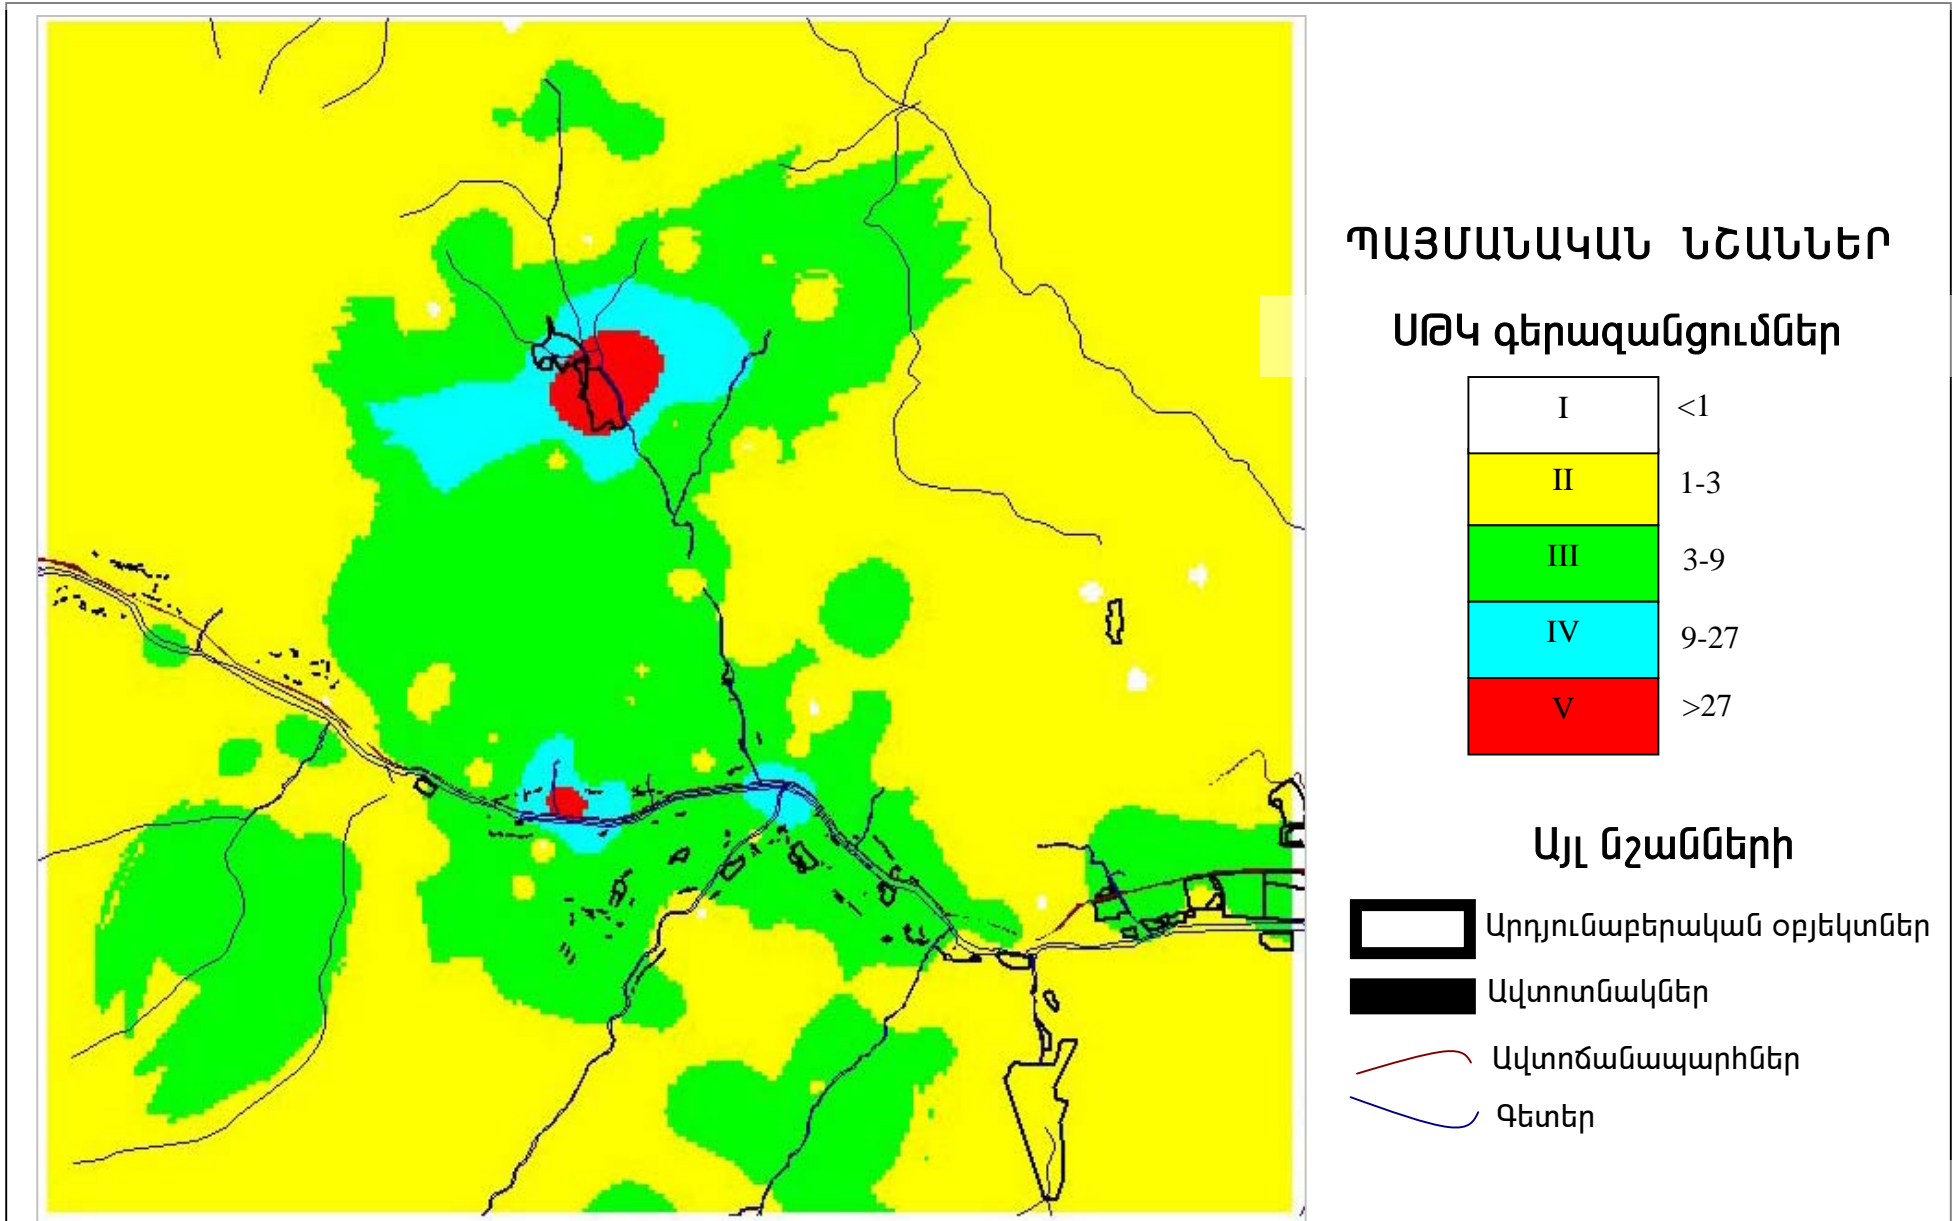 ՊԱՅՄԱՆԱԿԱՆ ՆՇԱՆՆԵՐ
ՍԹԿ գերազանցումներ
I <1
II 1-3
III 3-9
IV 9-27
V >27
Այլ նշանների
Արդյունաբերական օբյեկտներ
Ավտոտնակներ
Ավտոճանապարհներ
Գետեր